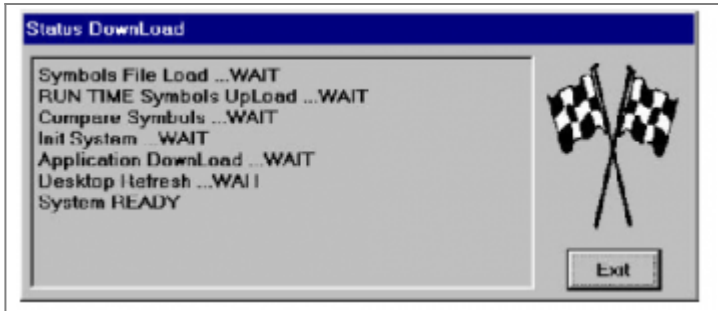 Status DownLoad
Symbols File Load ...WAIT
RUN TIME Symbols UpLoad ...WAIT
Compare Symbols ...WAIT
Init System ...WAIT
Application DownLoad ...WAIT
Desktop Refresh ...WAIT
System READY
Exit